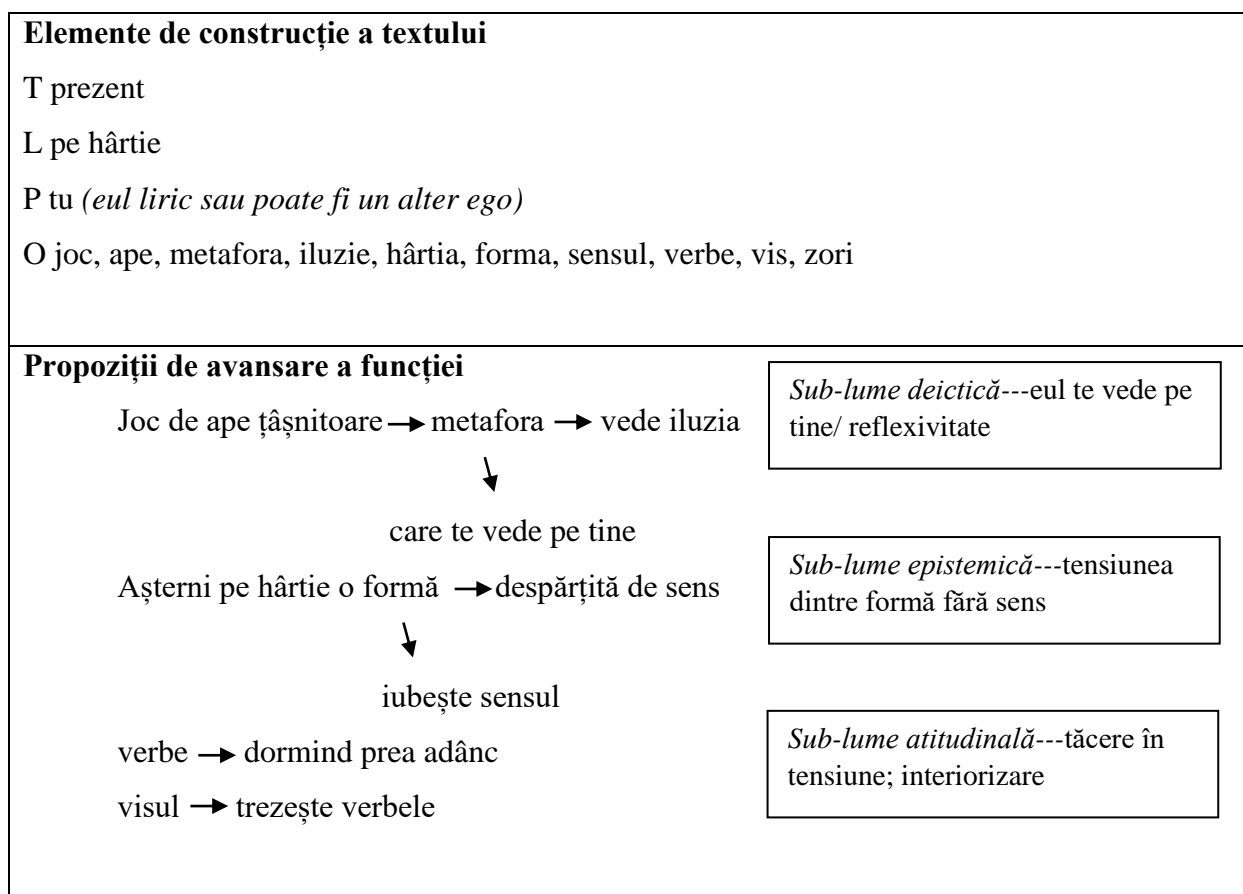 Elemente de construcție a textului
T prezent
L pe hârtie
P tu (eul liric sau poate fi un alter ego)
O joc, ape, metafora, iluzie, hârtia, forma, sensul, verbe, vis, zori
Propoziții de avansare a funcției
Joc de ape țâșnitoare → metafora → vede iluzia
care te vede pe tine
Așterni pe hârtie o formă → despărțită de sens
iubește sensul
verbe → dormind prea adânc
visul → trezește verbele
Sub-lume deictică---eul te vede pe
tine/ reflexivitate
Sub-lume epistemică---tensiunea
dintre formă fără sens
Sub-lume atitudinală---tăcere în
tensiune; interiorizare